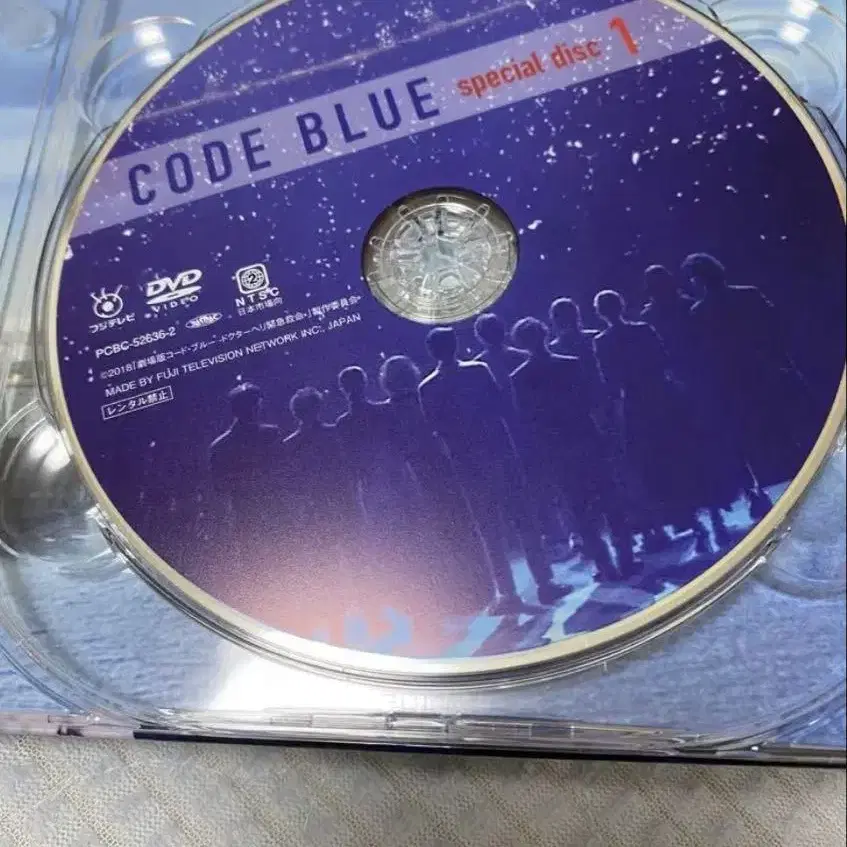 CODE BLUE special disc 1
フジテレビ
DVD
VIDEO
2
NTSC
日本市場向
PCBC-52636-2
©2018「劇場版コード・ブルー -ドクターヘリ緊急救命-」製作委員会
MADE BY FUJI TELEVISION NETWORK INC., JAPAN
レンタル禁止